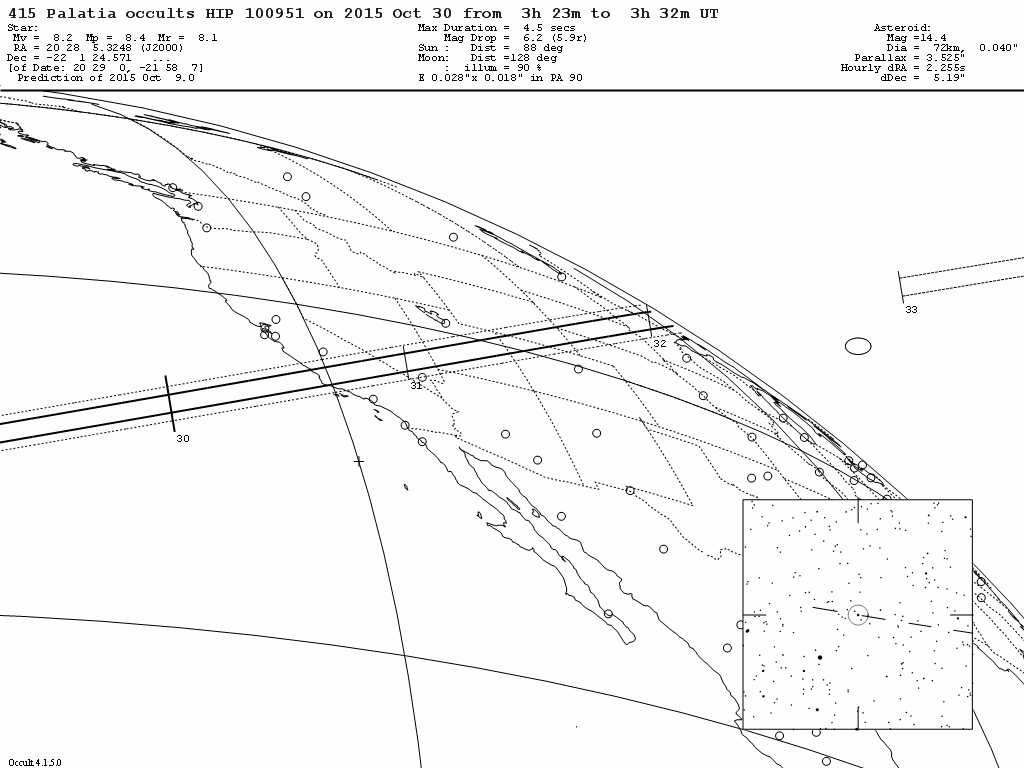 415 Palatia occults HIP 100951 on 2015 Oct 30 from  3h 23m to  3h 32m UT
Star:
Mv =  8.2  Mp =  8.4  Mr =  8.1
RA = 20 28  5.3248 (J2000)
Dec = -22  1 24.571   ...
[of Date: 20 29  0, -21 58  7]
Prediction of 2015 Oct  9.0
Max Duration =  4.5 secs
Mag Drop =  6.2 (5.9r)
Sun :   Dist =  88 deg
Moon:   Dist =128 deg
:  illum = 90 %
E 0.028"x 0.018" in PA 90
Asteroid:
Mag =14.4
Dia =  72km,  0.040"
Parallax = 3.525"
Hourly dRA = 2.255s
dDec =  5.19"
33
32
31
30
Occult 4.1.5.0